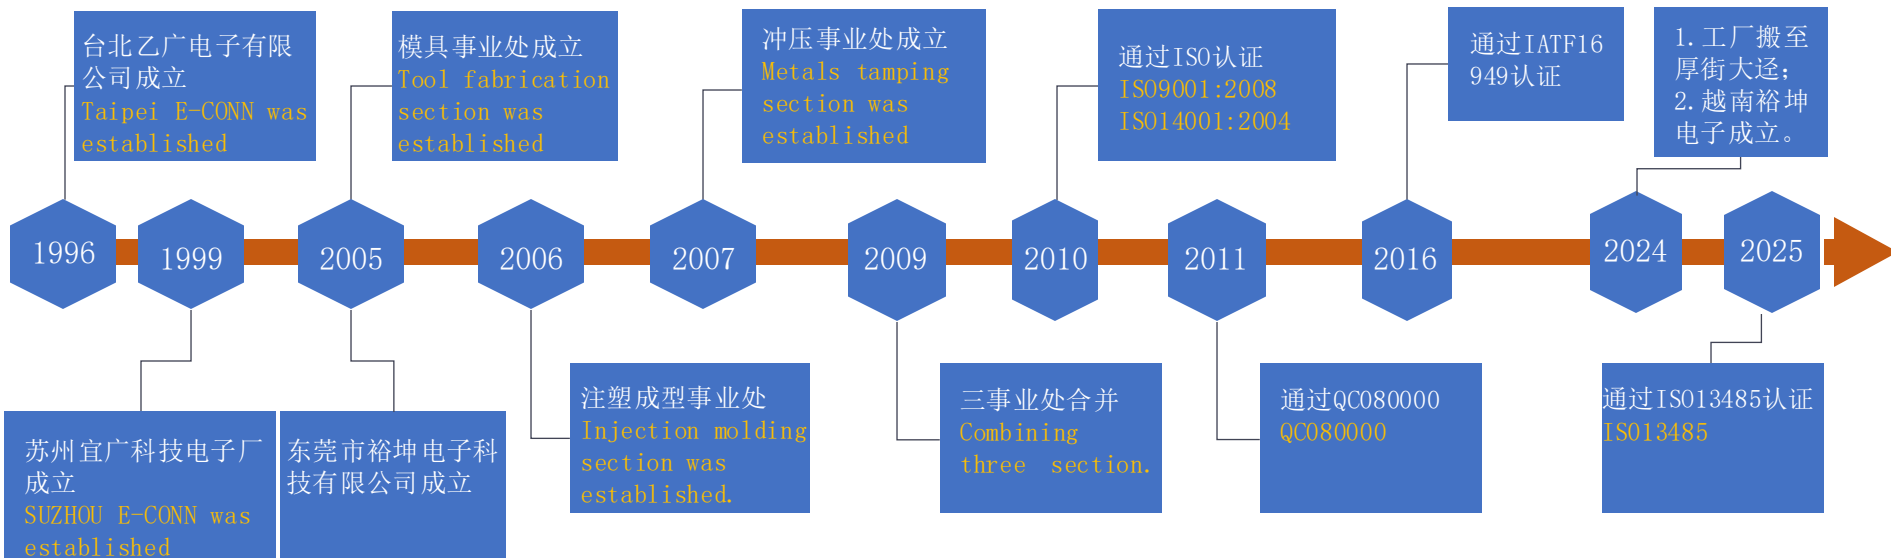 台北乙广电子有限
公司成立
Taipei E-CONN was
established
模具事业处成立
Tool fabrication
section was
established
冲压事业处成立
Metals tamping
section was
established
通过ISO认证
ISO9001:2008
ISO14001:2004
通过IATF16
949认证
1.工厂搬至
厚街大迳；
2.越南裕坤
电子成立。
1996
1999
2005
2006
2007
2009
2010
2011
2016
2024
2025
苏州宜广科技电子厂
成立
SUZHOU E-CONN was
established
东莞市裕坤电子科
技有限公司成立
注塑成型事业处
Injection molding
section was
established.
三事业处合并
Combining
three section.
通过QC080000
QC080000
通过ISO13485认证
ISO13485